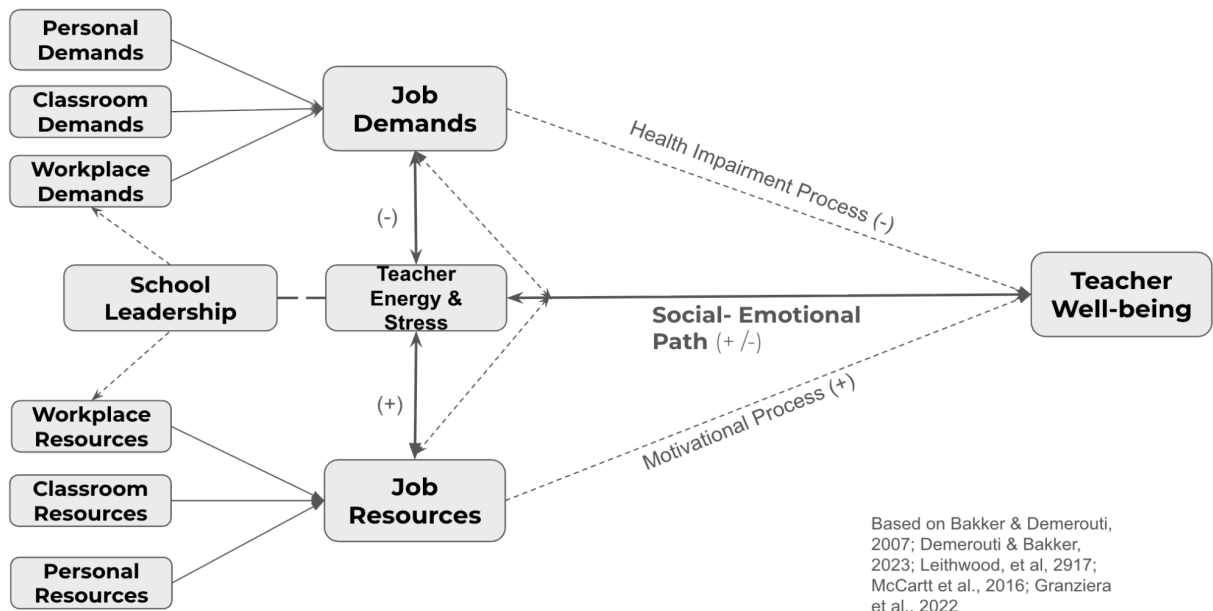 Personal
Demands
Classroom
Demands
Workplace
Demands
Job
Demands
Health Impairment Process (-)
(-)
School
Leadership
Teacher
Energy &
Stress
Social- Emotional
Path (+ /-)
Teacher
Well-being
(+)
Motivational Process (+)
Workplace
Resources
Classroom
Resources
Personal
Resources
Job
Resources
Based on Bakker & Demerouti,
2007; Demerouti & Bakker,
2023; Leithwood, et al, 2917;
McCartt et al., 2016; Granziera
et al., 2022